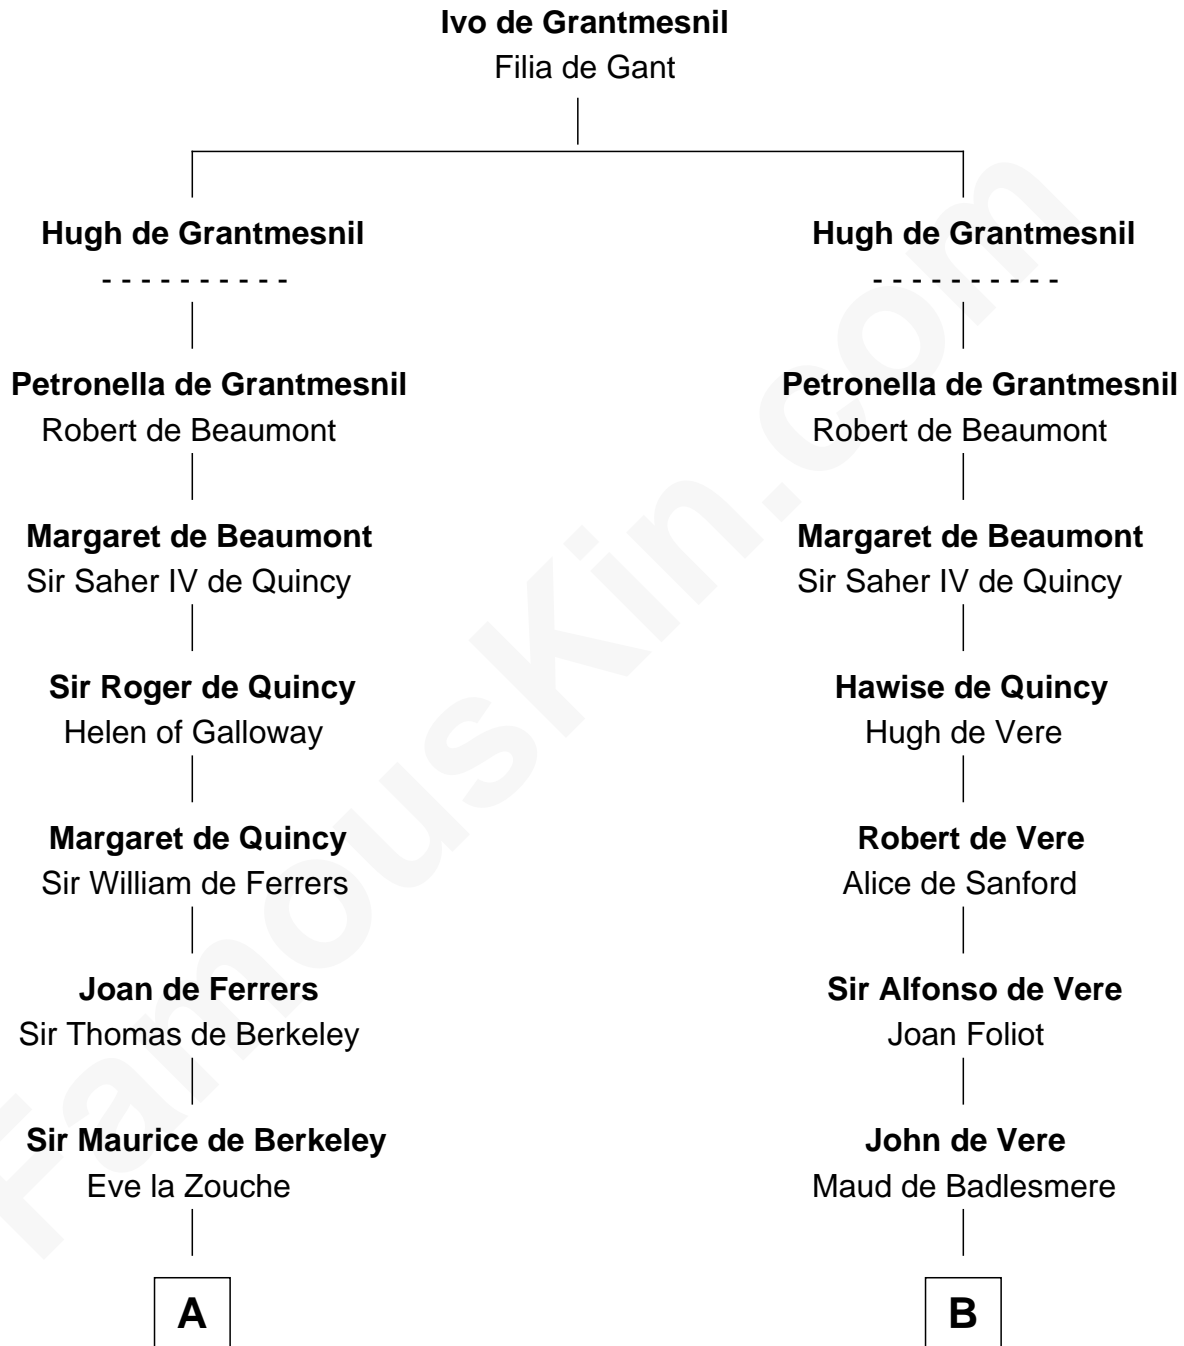 Ivo de Grantmesnil
Filia de Gant
Hugh de Grantmesnil
- - - - - - - - - -
Petronella de Grantmesnil
Robert de Beaumont
Margaret de Beaumont
Sir Saher IV de Quincy
Sir Roger de Quincy
Helen of Galloway
Margaret de Quincy
Sir William de Ferrers
Joan de Ferrers
Sir Thomas de Berkeley
Sir Maurice de Berkeley
Eve la Zouche
A
Hugh de Grantmesnil
- - - - - - - - - -
Petronella de Grantmesnil
Robert de Beaumont
Margaret de Beaumont
Sir Saher IV de Quincy
Hawise de Quincy
Hugh de Vere
Robert de Vere
Alice de Sanford
Sir Alfonso de Vere
Joan Foliot
John de Vere
Maud de Badlesmere
B
FamousKin.com